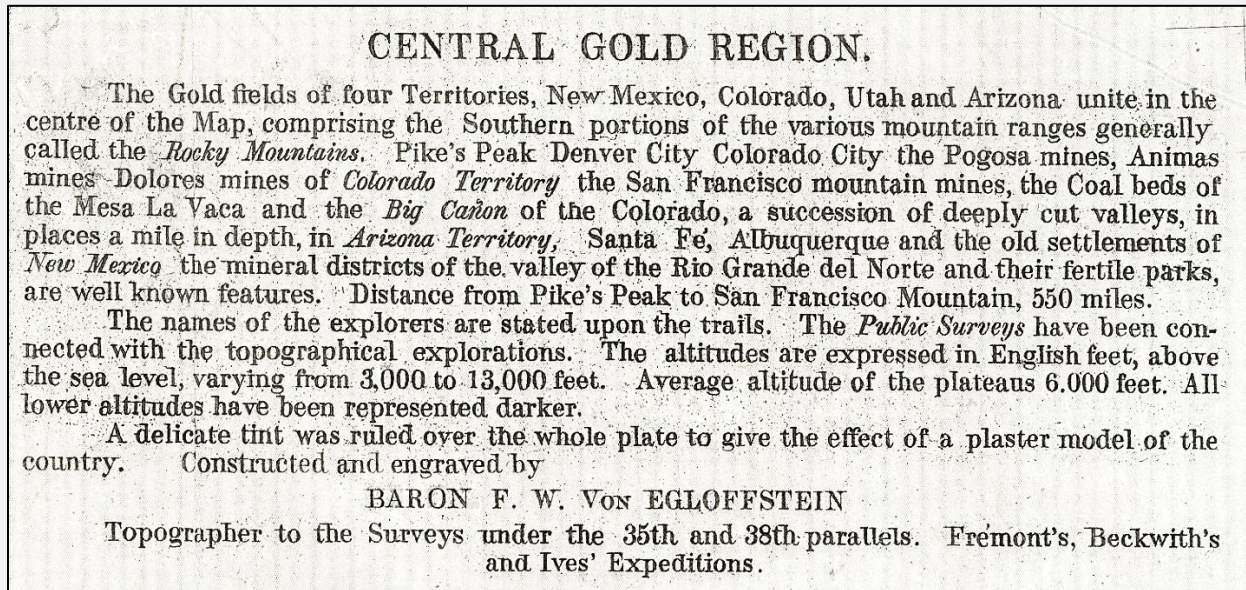 CENTRAL GOLD REGION.
The Gold fields of four Territories, New Mexico, Colorado, Utah and Arizona unite in the
centre of the Map, comprising the Southern portions of the various mountain ranges generally
called the Rocky Mountains. Pike's Peak Denver City Colorado City the Pogosa mines, Animas
mines Dolores mines of Colorado Territory the San Francisco mountain mines, the Coal beds of
the Mesa La Vaca and the Big Cañon of the Colorado, a succession of deeply cut valleys, in
places a mile in depth, in Arizona Territory, Santa Fé, Albuquerque and the old settlements of
New Mexico the mineral districts of the valley of the Rio Grande del Norte and their fertile parks,
are well known features. Distance from Pike's Peak to San Francisco Mountain, 550 miles.
The names of the explorers are stated upon the trails. The Public Surveys have been con-
nected with the topographical explorations. The altitudes are expressed in English feet, above
the sea level, varying from 3,000 to 13,000 feet. Average altitude of the plateaus 6.000 feet. All
lower altitudes have been represented darker.
A delicate tint was ruled over the whole plate to give the effect of a plaster model of the
country. Constructed and engraved by
BARON F. W. VON EGLOFFSTEIN
Topographer to the Surveys under the 35th and 38th parallels. Fremont's, Beckwith's
and Ives' Expeditions.